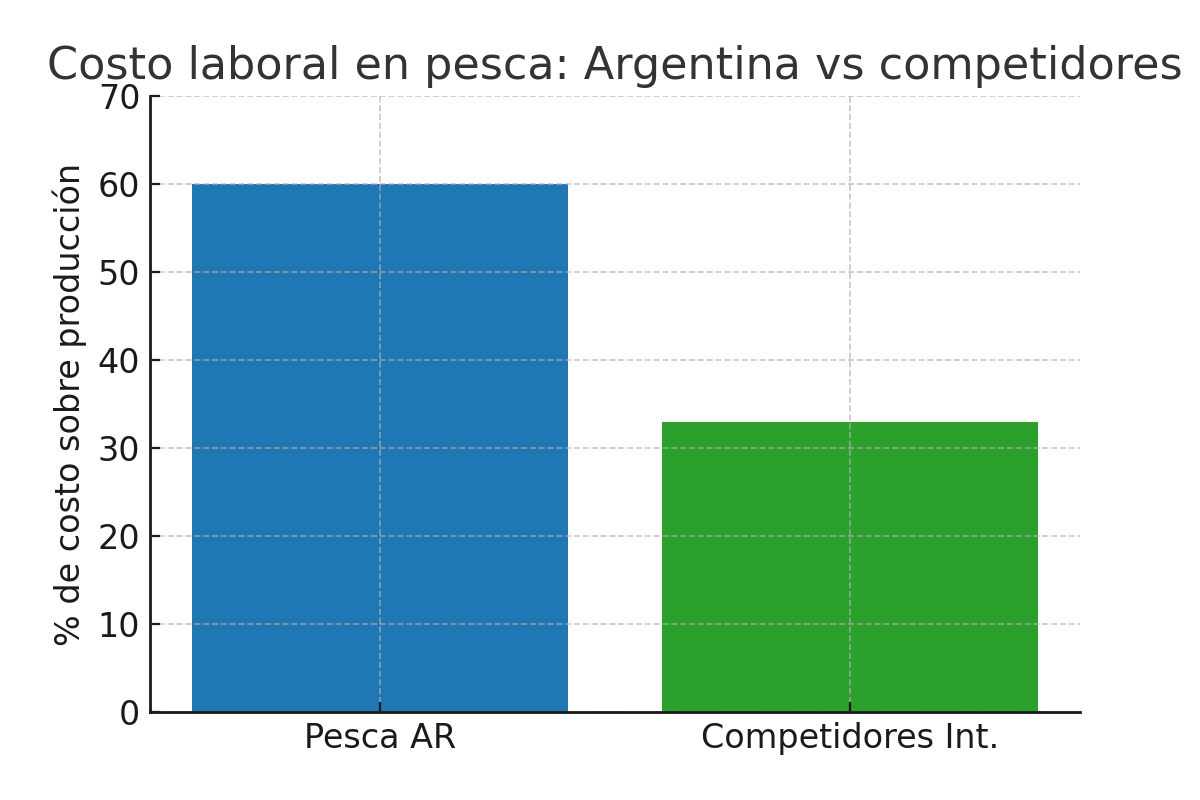 Costo laboral en pesca: Argentina vs competidores
% de costo sobre producción
70
60
50
40
30
20
10
0
Pesca AR
Competidores Int.